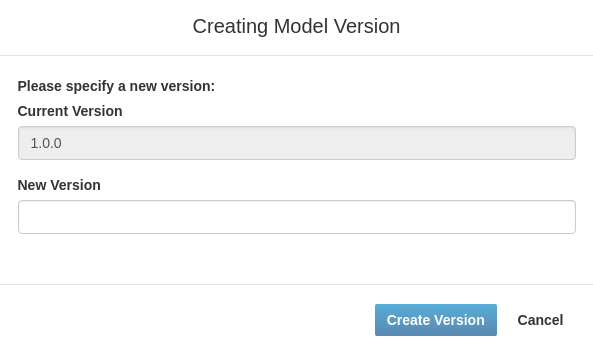 Creating Model Version
Please specify a new version:
Current Version
1.0.0
New Version
Create Version Cancel